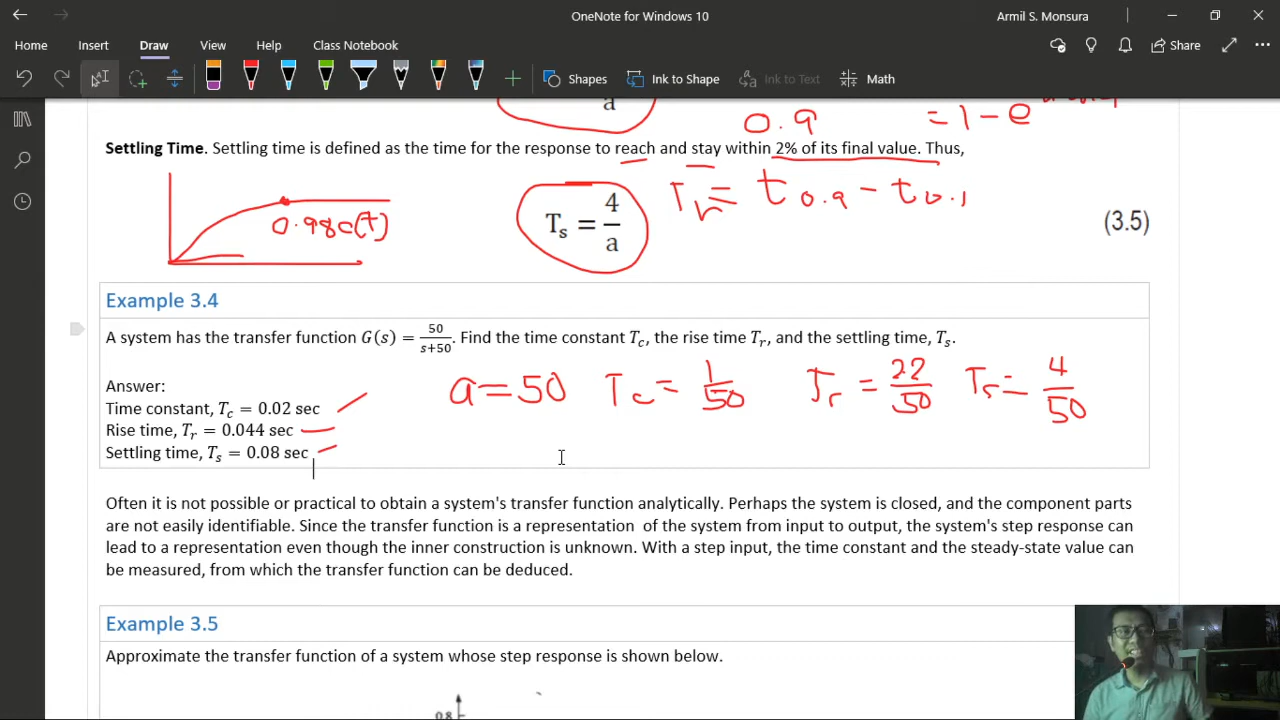 OneNote for Windows 10
Armil S. Monsura
Home Insert Draw View Help Class Notebook
Share
Shapes Ink to Shape Ink to Text Math
a
0.9 = 1 - e
Settling Time. Settling time is defined as the time for the response to reach and stay within 2% of its final value. Thus,
Tr = t0.9 - t0.1
0.98c(t)
Ts = 4/a
(3.5)
Example 3.4
A system has the transfer function G(s) = 50/(s+50). Find the time constant Tc, the rise time Tr, and the settling time, Ts.
Answer:
a = 50 Tc = 1/50 Tr = 22/50 Ts = 4/50
Time constant, Tc = 0.02 sec
Rise time, Tr = 0.044 sec
Settling time, Ts = 0.08 sec
Often it is not possible or practical to obtain a system's transfer function analytically. Perhaps the system is closed, and the component parts
are not easily identifiable. Since the transfer function is a representation of the system from input to output, the system's step response can
lead to a representation even though the inner construction is unknown. With a step input, the time constant and the steady-state value can
be measured, from which the transfer function can be deduced.
Example 3.5
Approximate the transfer function of a system whose step response is shown below.
0.8